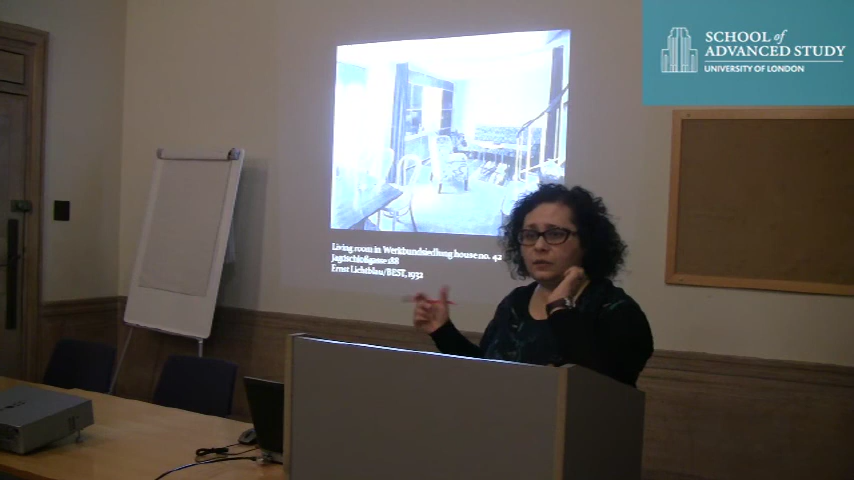 SCHOOL of
ADVANCED STUDY
UNIVERSITY OF LONDON
Living room in Werkbundsiedlung house no. 42
Jagdschloßgasse 88
Ernst Lichtblau/BEST, 1932